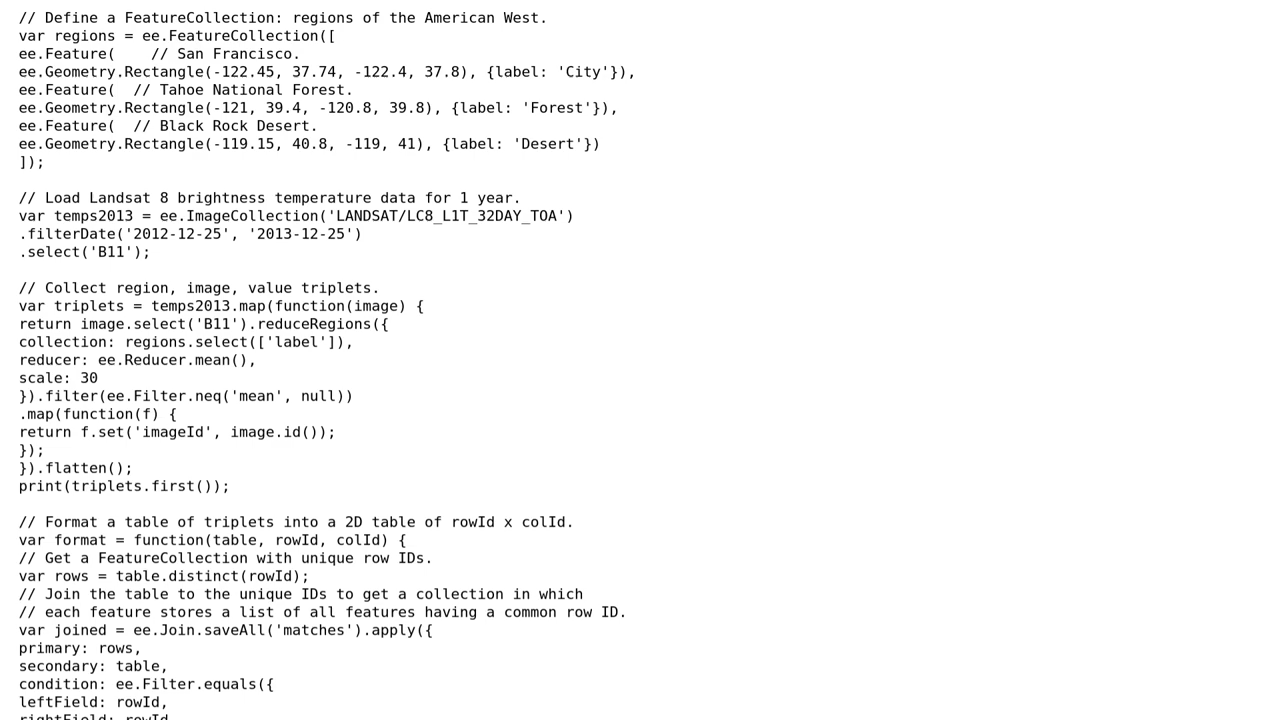 // Define a FeatureCollection: regions of the American West.
var regions = ee.FeatureCollection([
ee.Feature(    // San Francisco.
ee.Geometry.Rectangle(-122.45, 37.74, -122.4, 37.8), {label: 'City'}),
ee.Feature(  // Tahoe National Forest.
ee.Geometry.Rectangle(-121, 39.4, -120.8, 39.8), {label: 'Forest'}),
ee.Feature(  // Black Rock Desert.
ee.Geometry.Rectangle(-119.15, 40.8, -119, 41), {label: 'Desert'})
]);

// Load Landsat 8 brightness temperature data for 1 year.
var temps2013 = ee.ImageCollection('LANDSAT/LC8_L1T_32DAY_TOA')
.filterDate('2012-12-25', '2013-12-25')
.select('B11');

// Collect region, image, value triplets.
var triplets = temps2013.map(function(image) {
return image.select('B11').reduceRegions({
collection: regions.select(['label']),
reducer: ee.Reducer.mean(),
scale: 30
}).filter(ee.Filter.neq('mean', null))
.map(function(f) {
return f.set('imageId', image.id());
});
}).flatten();
print(triplets.first());

// Format a table of triplets into a 2D table of rowId x colId.
var format = function(table, rowId, colId) {
// Get a FeatureCollection with unique row IDs.
var rows = table.distinct(rowId);
// Join the table to the unique IDs to get a collection in which
// each feature stores a list of all features having a common row ID.
var joined = ee.Join.saveAll('matches').apply({
primary: rows,
secondary: table,
condition: ee.Filter.equals({
leftField: rowId,
rightField: rowId